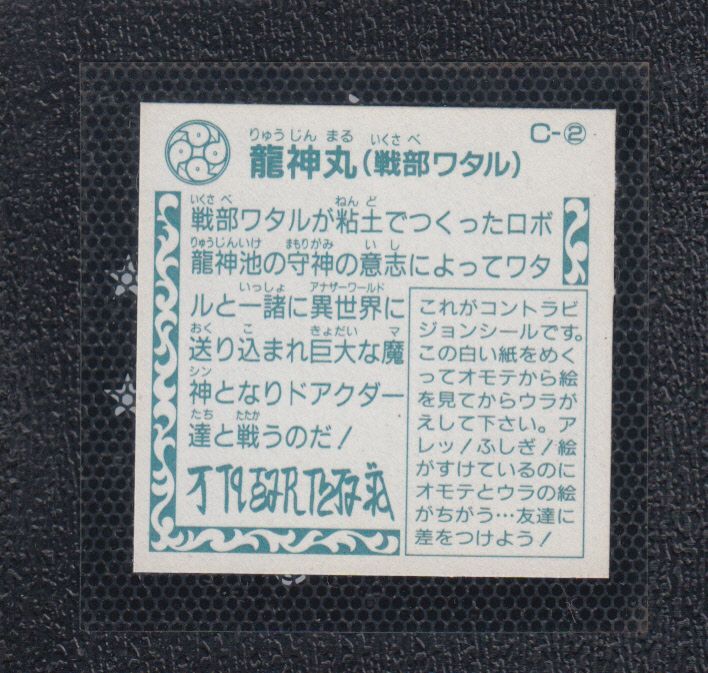 C-②
りゅうじん まる いくさ べ
龍神丸(戦部ワタル)
いくさ べ ねん ど
戦部ワタルが粘土でつくったロボ
りゅうじんいけ まもりがみ い し
龍神池の守神の意志によってワタ
いっしょ アナザーワールド
ルと一諸に異世界に
おく こ きょだい マ
送り込まれ巨大な魔
シン
神となりドアクダー
たち たたか
達と戦うのだ!
これがコントラビ
ジョンシールです。
この白い紙をめく
ってオモテから絵
を見てからウラが
えして下さい。ア
レッ!ふしぎ!絵
がすけているのに
オモテとウラの絵
がちがう…友達に
差をつけよう!